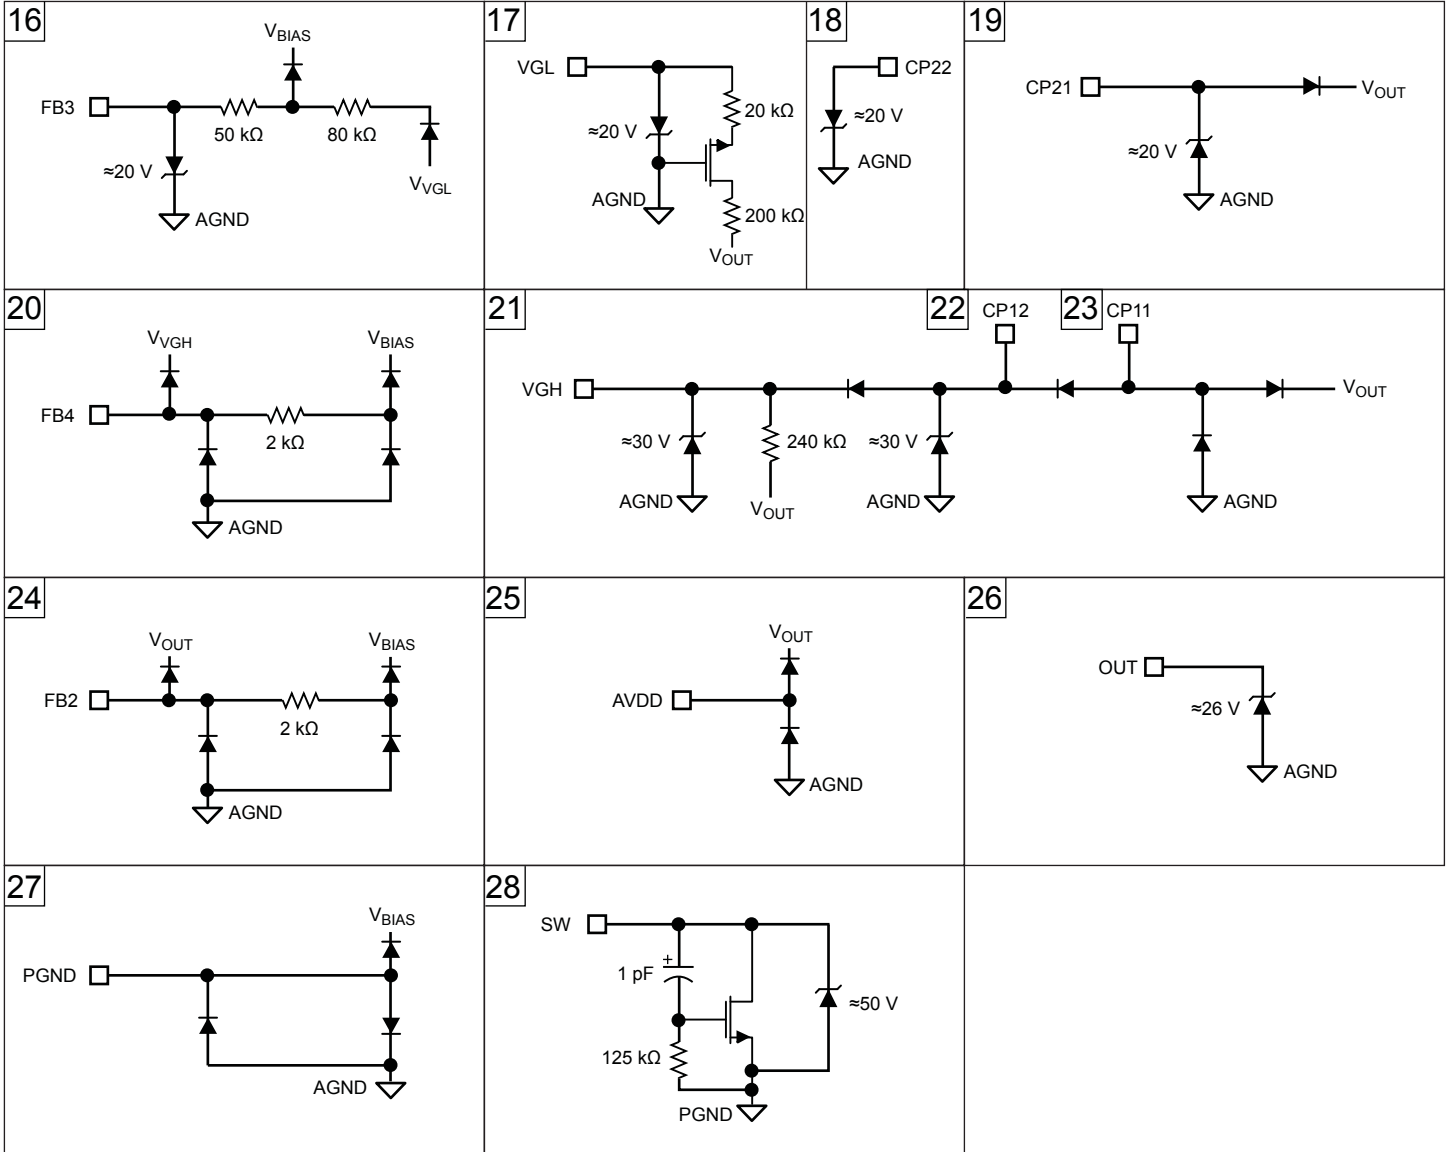 16
V_BIAS
FB3
50 kΩ
80 kΩ
≈20 V
V_VGL
AGND
17
VGL
20 kΩ
≈20 V
AGND
200 kΩ
V_OUT
18
CP22
≈20 V
AGND
19
CP21
V_OUT
≈20 V
AGND
20
V_VGH
V_BIAS
FB4
2 kΩ
AGND
21
22
CP12
23
CP11
VGH
V_OUT
≈30 V
240 kΩ
≈30 V
AGND
V_OUT
AGND
AGND
24
V_OUT
V_BIAS
FB2
2 kΩ
AGND
25
V_OUT
AVDD
AGND
26
OUT
≈26 V
AGND
27
V_BIAS
PGND
AGND
28
SW
+
1 pF
≈50 V
125 kΩ
PGND